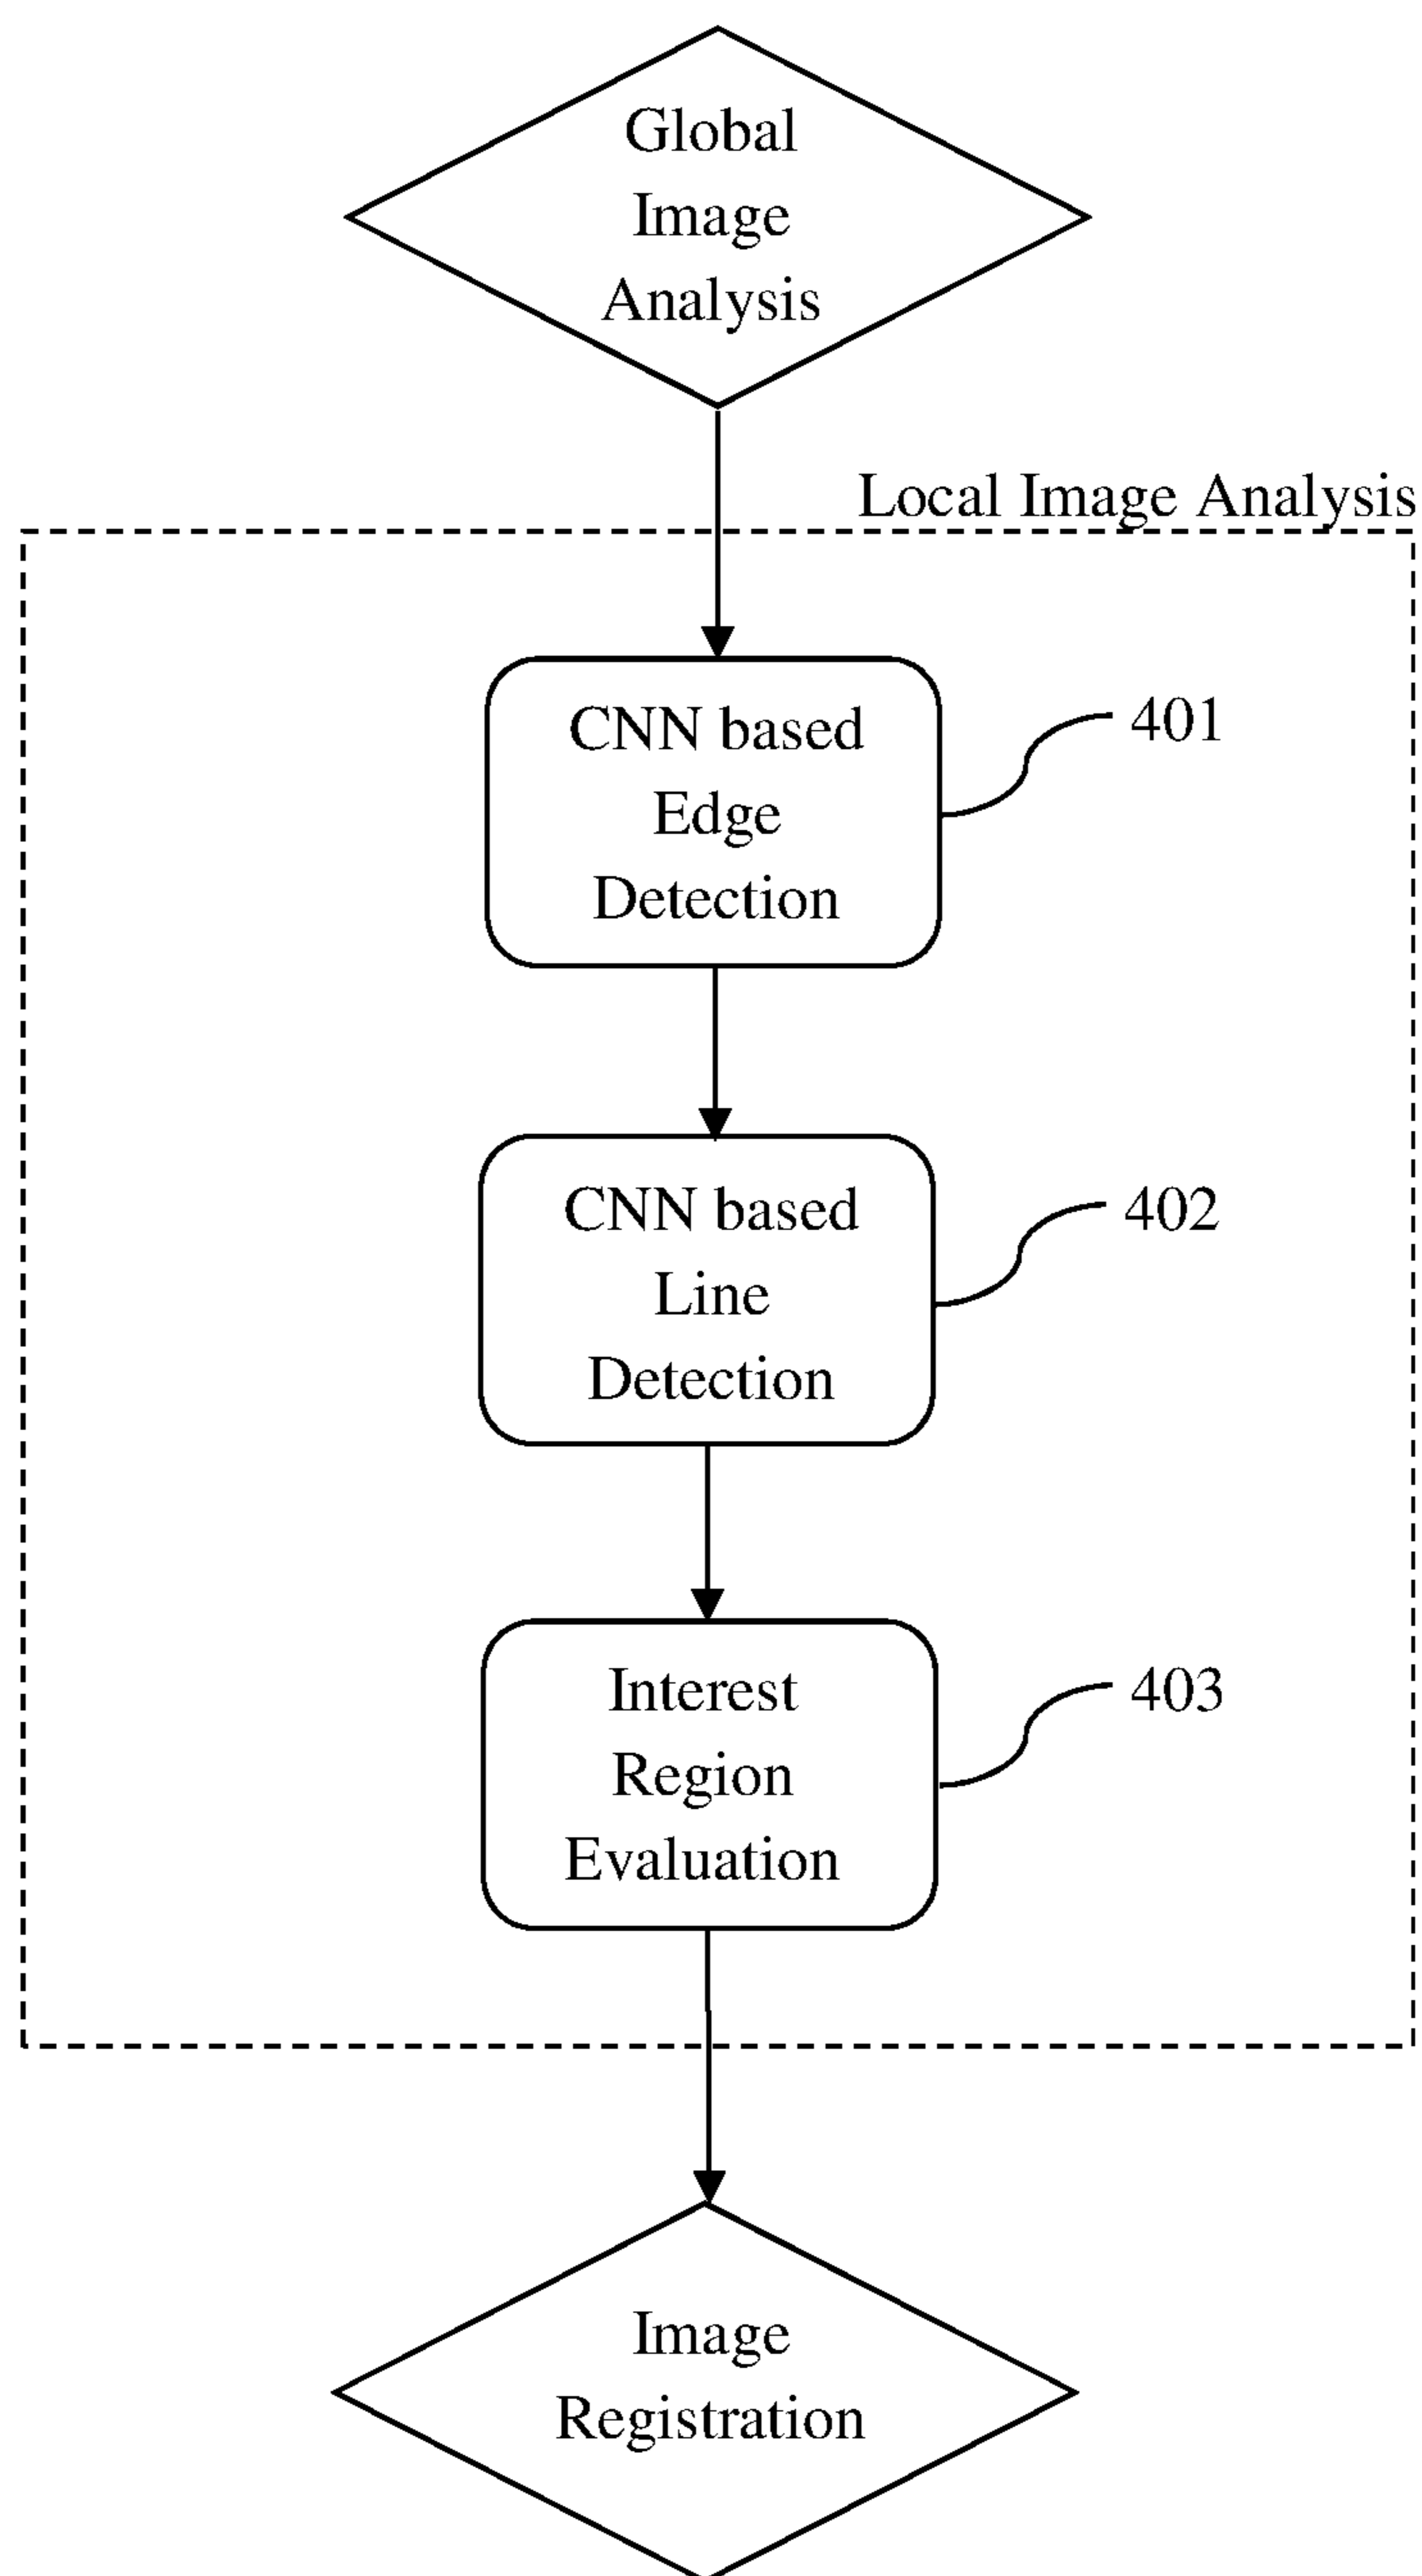 Global
Image
Analysis
Local Image Analysis
CNN based
Edge
Detection
401
CNN based
Line
Detection
402
Interest
Region
Evaluation
403
Image
Registration